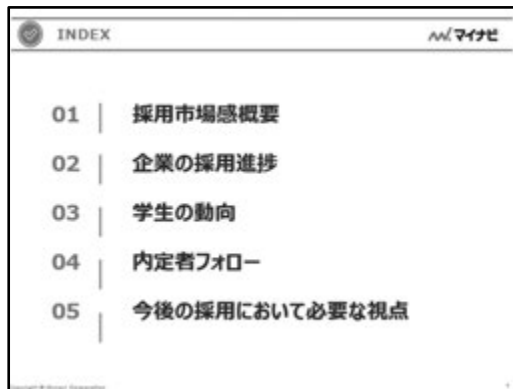 INDEX
マイナビ
01 採用市場感概要
02 企業の採用進捗
03 学生の動向
04 内定者フォロー
05 今後の採用において必要な視点